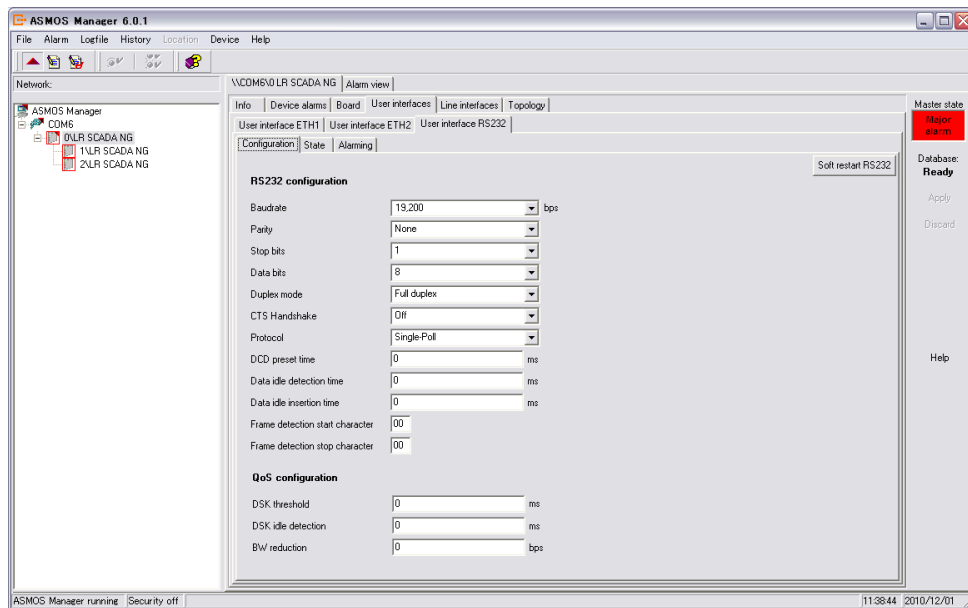 ASMOS Manager 6.0.1
File Alarm Logfile History Location Device Help
Network:
ASMOS Manager
COM6
0\LR SCADA NG
1\LR SCADA NG
2\LR SCADA NG
\\COM6\0 LR SCADA NG Alarm view
Info Device alarms Board User interfaces Line interfaces Topology
User interface ETH1 User interface ETH2 User interface RS232
Configuration State Alarming
Soft restart RS232
RS232 configuration
Baudrate 19,200 bps
Parity None
Stop bits 1
Data bits 8
Duplex mode Full duplex
CTS Handshake Off
Protocol Single-Poll
DCD preset time 0 ms
Data idle detection time 0 ms
Data idle insertion time 0 ms
Frame detection start character 00
Frame detection stop character 00
QoS configuration
DSK threshold 0 ms
DSK idle detection 0 ms
BW reduction 0 bps
Master state
Major
alarm
Database:
Ready
Apply
Discard
Help
ASMOS Manager running Security off 11:38:44 2010/12/01